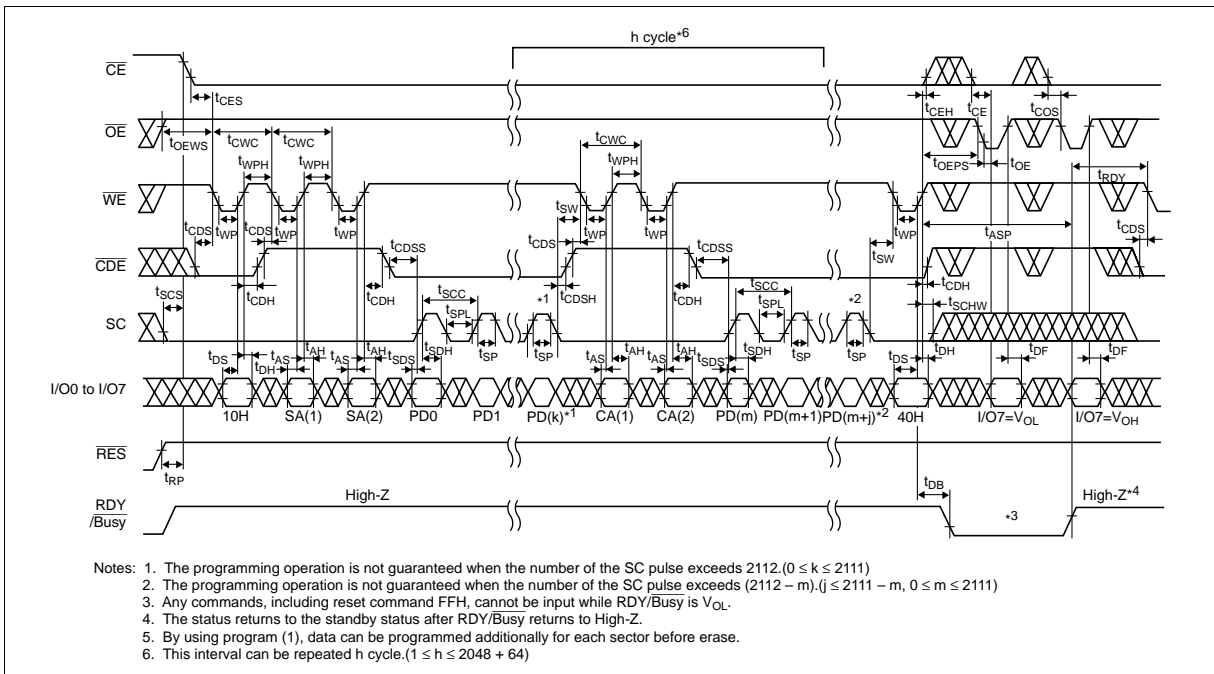 h cycle*6
CE
tCES
tCEH tCE tCOS
OE
tOEWS tCWC tCWC tCWC
tOEPS tOE
tWPH tWPH tWPH
tRDY
WE
tCDS tWP tWP tWP tSW tWP tWP tWP
tASP
tCDSS tCDS tCDSS tSW tCDS
CDE
tSCS tCDH tCDH tCDSH tCDH tCDH
tSCC *1 tSCC *2 tSCHW
tSPL tSPL
SC
tSP tSP tSP tSP
tDS tDH tAS tAH tAS tAH tSDS tSDH tAS tAH tAS tAH tSDS tSDH tDS tDH tDF tDF
I/O0 to I/O7
10H SA(1) SA(2) PD0 PD1 PD(k)*1 CA(1) CA(2) PD(m) PD(m+1) PD(m+j)*2 40H I/O7=VOL I/O7=VOH
RES
tRP
tDB
RDY
/Busy
High-Z *3 High-Z*4
Notes: 1. The programming operation is not guaranteed when the number of the SC pulse exceeds 2112.(0 ≤ k ≤ 2111)
2. The programming operation is not guaranteed when the number of the SC pulse exceeds (2112 – m).(j ≤ 2111 – m, 0 ≤ m ≤ 2111)
3. Any commands, including reset command FFH, cannot be input while RDY/Busy is VOL.
4. The status returns to the standby status after RDY/Busy returns to High-Z.
5. By using program (1), data can be programmed additionally for each sector before erase.
6. This interval can be repeated h cycle.(1 ≤ h ≤ 2048 + 64)